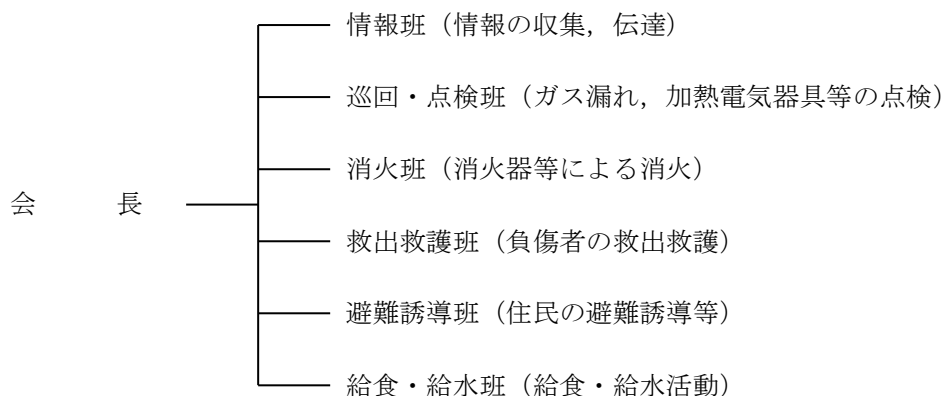 情報班（情報の収集，伝達）
巡回・点検班（ガス漏れ，加熱電気器具等の点検）
消火班（消火器等による消火）
会　　　長
救出救護班（負傷者の救出救護）
避難誘導班（住民の避難誘導等）
給食・給水班（給食・給水活動）